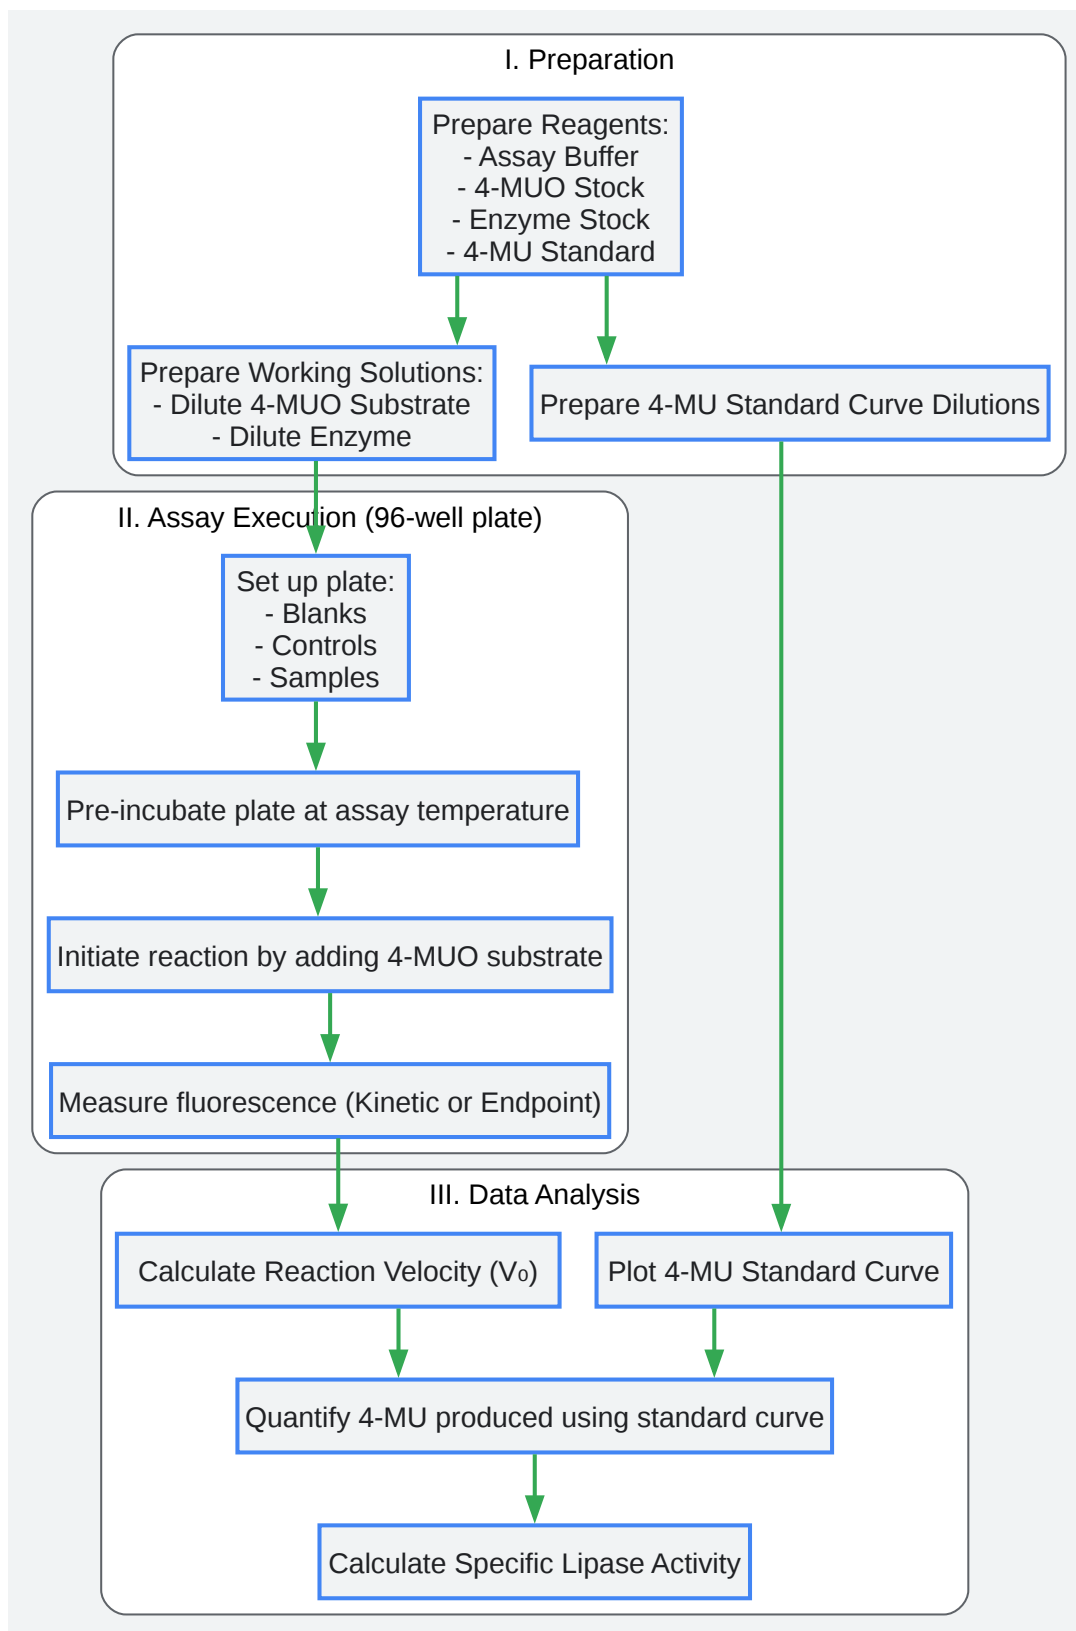 I. Preparation
Prepare Reagents:
- Assay Buffer
- 4-MUO Stock
- Enzyme Stock
- 4-MU Standard
Prepare Working Solutions:
- Dilute 4-MUO Substrate
- Dilute Enzyme
Prepare 4-MU Standard Curve Dilutions
II. Assay Execution (96-well plate)
Set up plate:
- Blanks
- Controls
- Samples
Pre-incubate plate at assay temperature
Initiate reaction by adding 4-MUO substrate
Measure fluorescence (Kinetic or Endpoint)
III. Data Analysis
Calculate Reaction Velocity (V₀)
Plot 4-MU Standard Curve
Quantify 4-MU produced using standard curve
Calculate Specific Lipase Activity